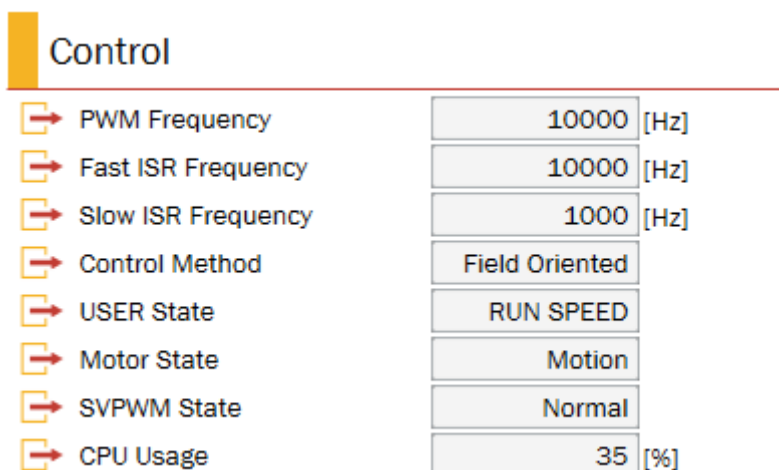 Control
PWM Frequency 10000 [Hz]
Fast ISR Frequency 10000 [Hz]
Slow ISR Frequency 1000 [Hz]
Control Method Field Oriented
USER State RUN SPEED
Motor State Motion
SVPWM State Normal
CPU Usage 35 [%]